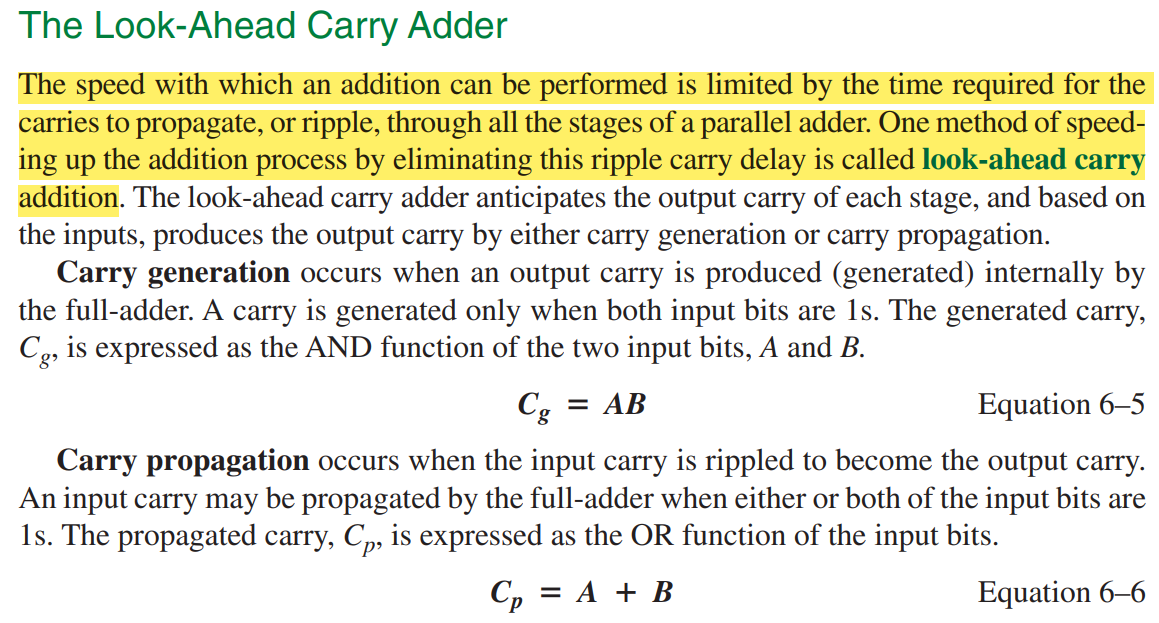 The Look-Ahead Carry Adder
The speed with which an addition can be performed is limited by the time required for the
carries to propagate, or ripple, through all the stages of a parallel adder. One method of speed-
ing up the addition process by eliminating this ripple carry delay is called look-ahead carry
addition. The look-ahead carry adder anticipates the output carry of each stage, and based on
the inputs, produces the output carry by either carry generation or carry propagation.
Carry generation occurs when an output carry is produced (generated) internally by
the full-adder. A carry is generated only when both input bits are 1s. The generated carry,
Cg, is expressed as the AND function of the two input bits, A and B.
Cg = AB Equation 6–5
Carry propagation occurs when the input carry is rippled to become the output carry.
An input carry may be propagated by the full-adder when either or both of the input bits are
1s. The propagated carry, Cp, is expressed as the OR function of the input bits.
Cp = A + B Equation 6–6